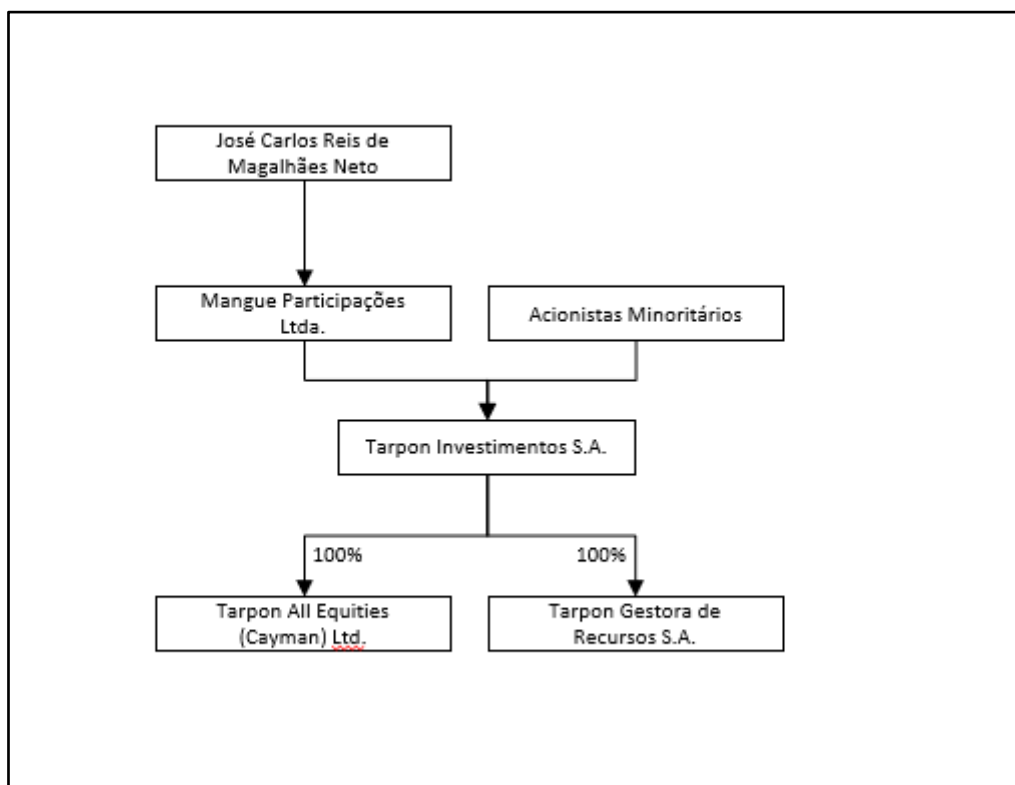 José Carlos Reis de
Magalhães Neto
Mangue Participações
Ltda.
Acionistas Minoritários
Tarpon Investimentos S.A.
100%
100%
Tarpon All Equities
(Cayman) Ltd.
Tarpon Gestora de
Recursos S.A.